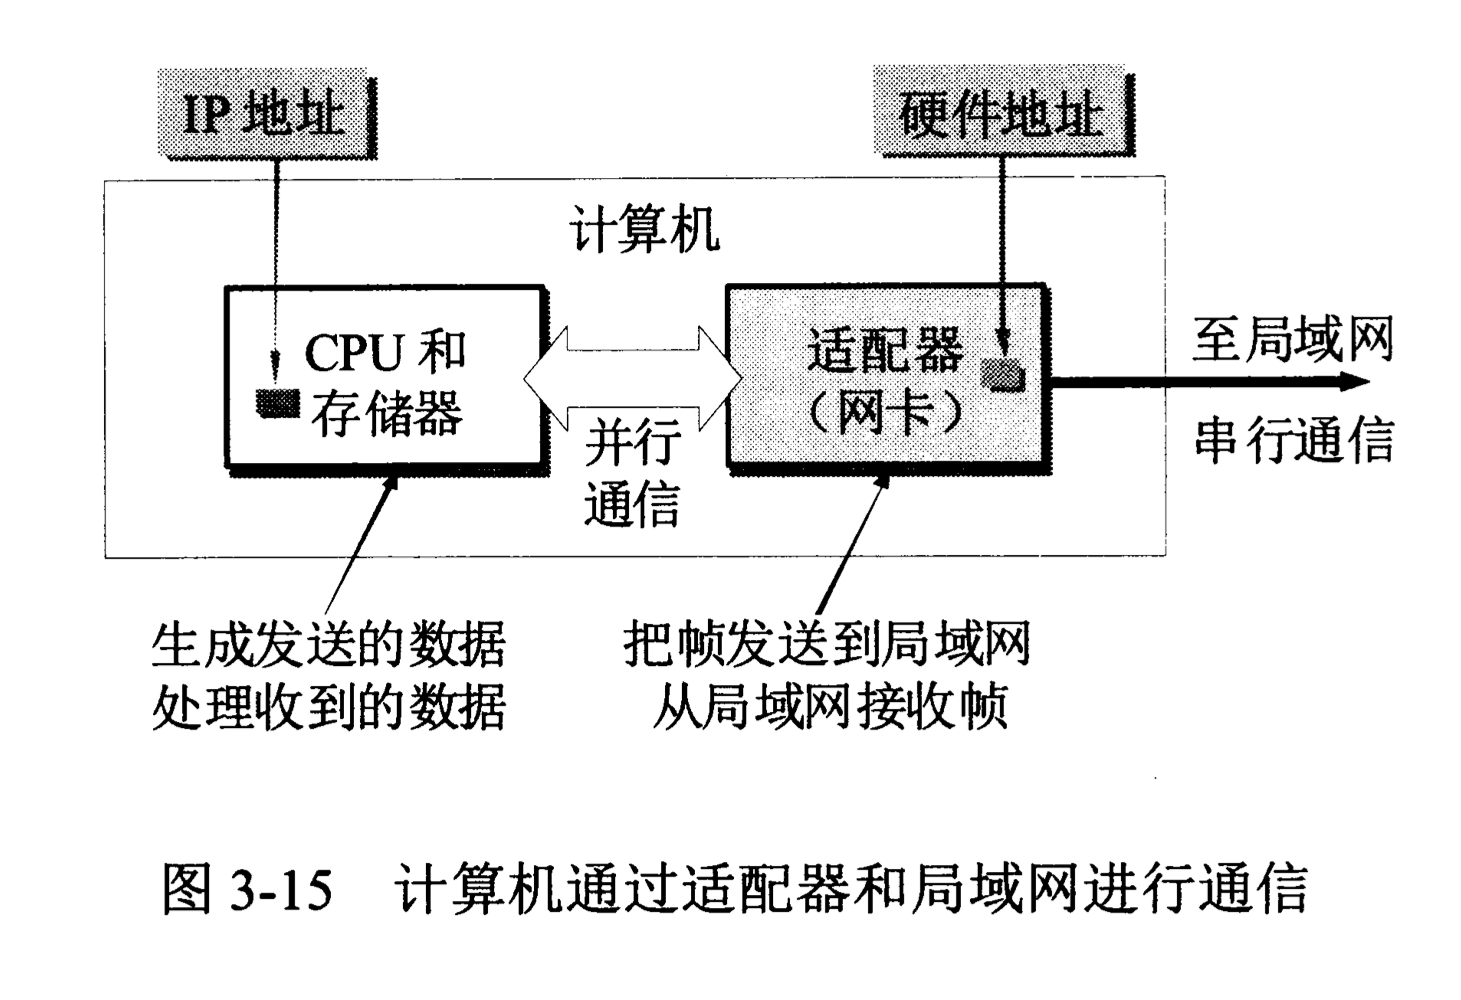 IP 地址
硬件地址
计算机
CPU 和
存储器
并行
通信
适配器
（网卡）
至局域网
串行通信
生成发送的数据
处理收到的数据
把帧发送到局域网
从局域网接收帧
图 3-15 计算机通过适配器和局域网进行通信